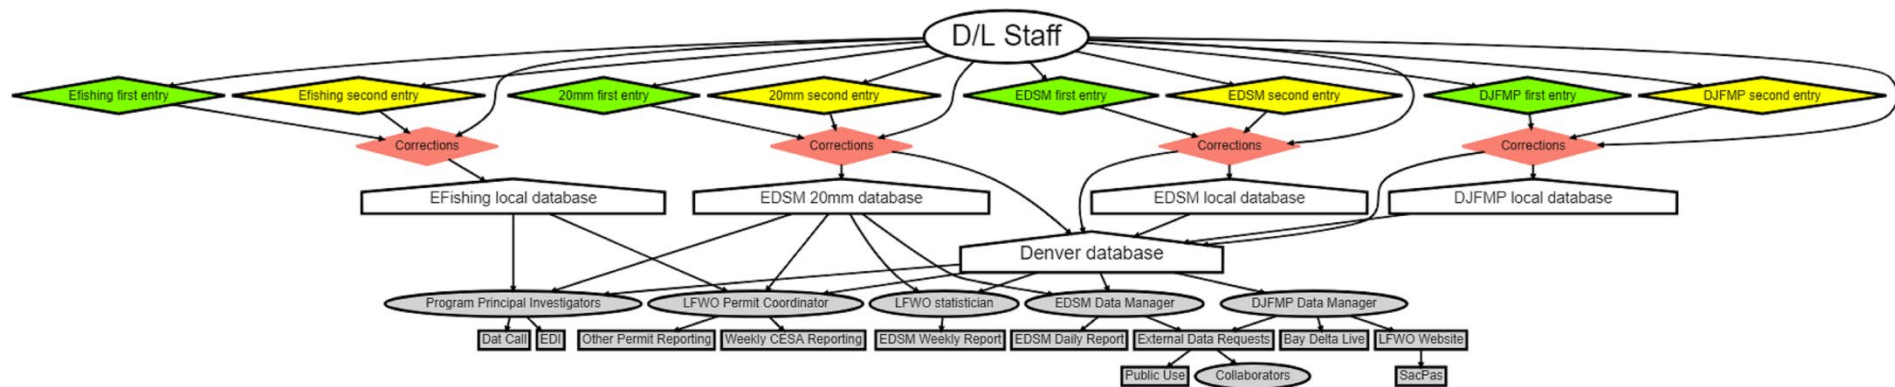 D/L Staff
Efishing first entry
Efishing second entry
20mm first entry
20mm second entry
EDSM first entry
EDSM second entry
DJFMP first entry
DJFMP second entry
Corrections
Corrections
Corrections
Corrections
EFishing local database
EDSM 20mm database
EDSM local database
DJFMP local database
Denver database
Program Principal Investigators
LFWO Permit Coordinator
LFWO statistician
EDSM Data Manager
DJFMP Data Manager
Dat Call
EDI
Other Permit Reporting
Weekly CESA Reporting
EDSM Weekly Report
EDSM Daily Report
External Data Requests
Bay Delta Live
LFWO Website
Public Use
Collaborators
SacPas